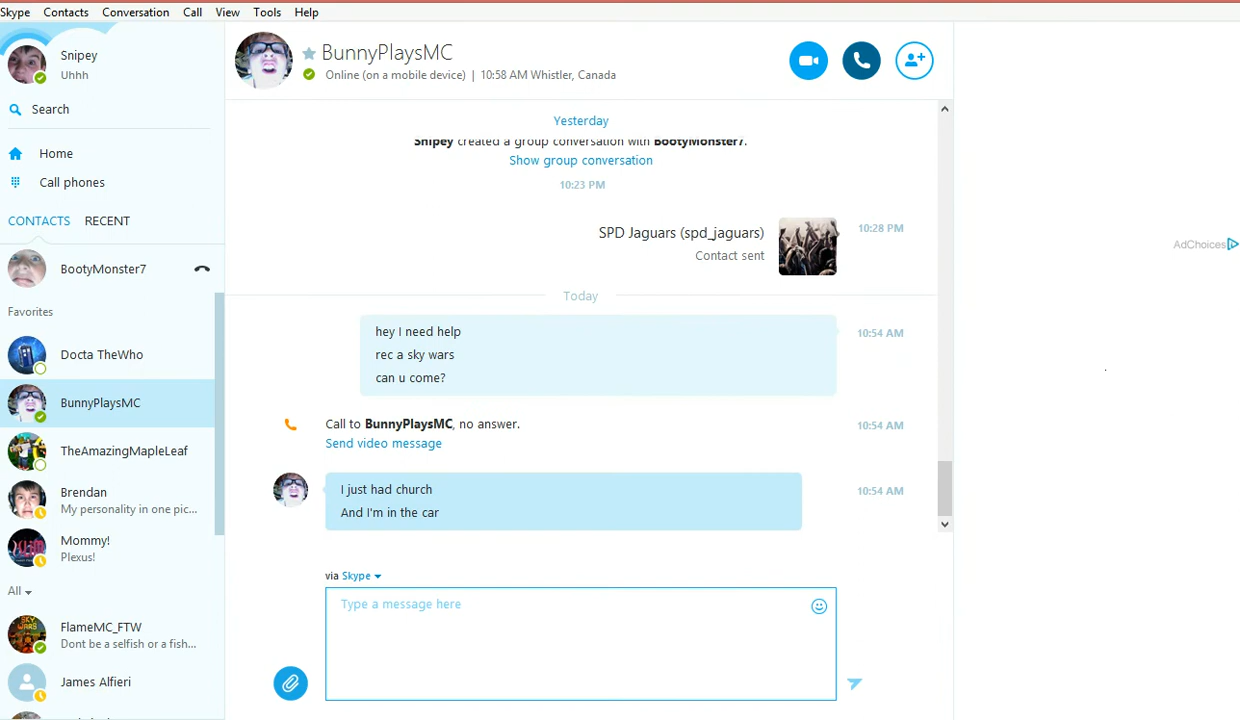 Skype Contacts Conversation Call View Tools Help
Snipey
Uhhh
Search
Home
Call phones
CONTACTS RECENT
BootyMonster7
Favorites
Docta TheWho
BunnyPlaysMC
TheAmazingMapleLeaf
Brendan
My personality in one pic...
Mommy!
Plexus!
All
FlameMC_FTW
Dont be a selfish or a fish...
James Alfieri
BunnyPlaysMC
Online (on a mobile device) | 10:58 AM Whistler, Canada
Yesterday
Snipey created a group conversation with BootyMonster7.
Show group conversation
10:23 PM
SPD Jaguars (spd_jaguars) 10:28 PM
Contact sent
Today
hey I need help 10:54 AM
rec a sky wars
can u come?
Call to BunnyPlaysMC, no answer. 10:54 AM
Send video message
I just had church 10:54 AM
And I'm in the car
via Skype
Type a message here
AdChoices